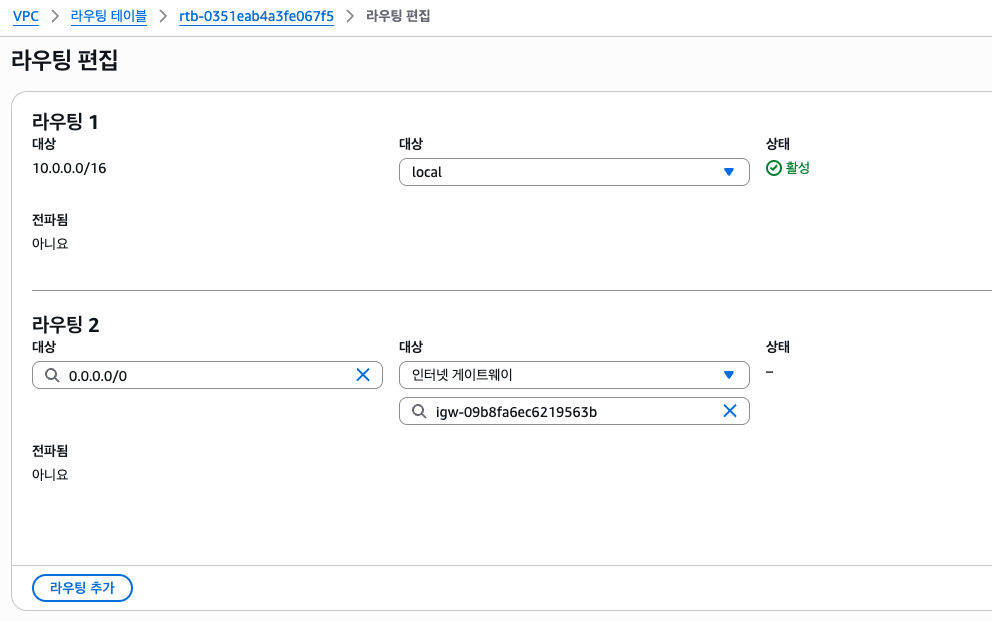 VPC > 라우팅 테이블 > rtb-0351eab4a3fe067f5 > 라우팅 편집
라우팅 편집
라우팅 1
대상 대상 상태
10.0.0.0/16 local 활성
전파됨
아니요
라우팅 2
대상 대상 상태
0.0.0.0/0 인터넷 게이트웨이 –
igw-09b8fa6ec6219563b
전파됨
아니요
라우팅 추가